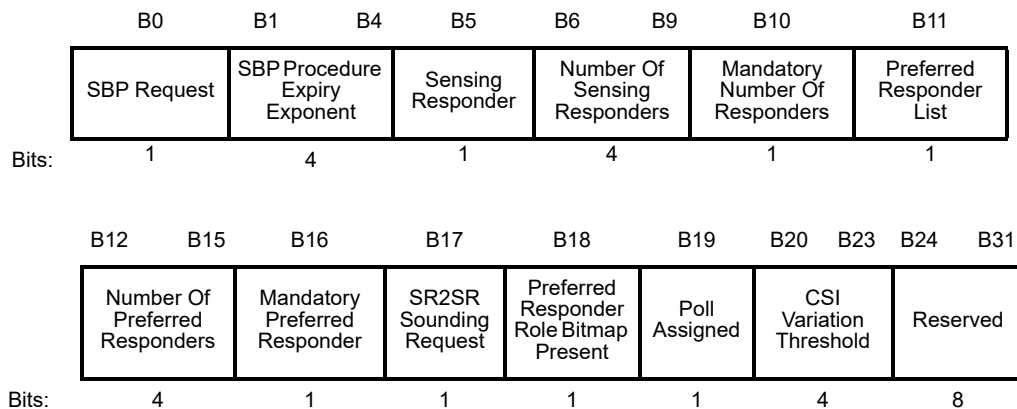 B0 B1 B4 B5 B6 B9 B10 B11
SBP Request
SBP Procedure
Expiry
Exponent
Sensing
Responder
Number Of
Sensing
Responders
Mandatory
Number Of
Responders
Preferred
Responder
List
Bits: 1 4 1 4 1 1
B12 B15 B16 B17 B18 B19 B20 B23 B24 B31
Number Of
Preferred
Responders
Mandatory
Preferred
Responder
SR2SR
Sounding
Request
Preferred
Responder
Role Bitmap
Present
Poll
Assigned
CSI
Variation
Threshold
Reserved
Bits: 4 1 1 1 1 4 8